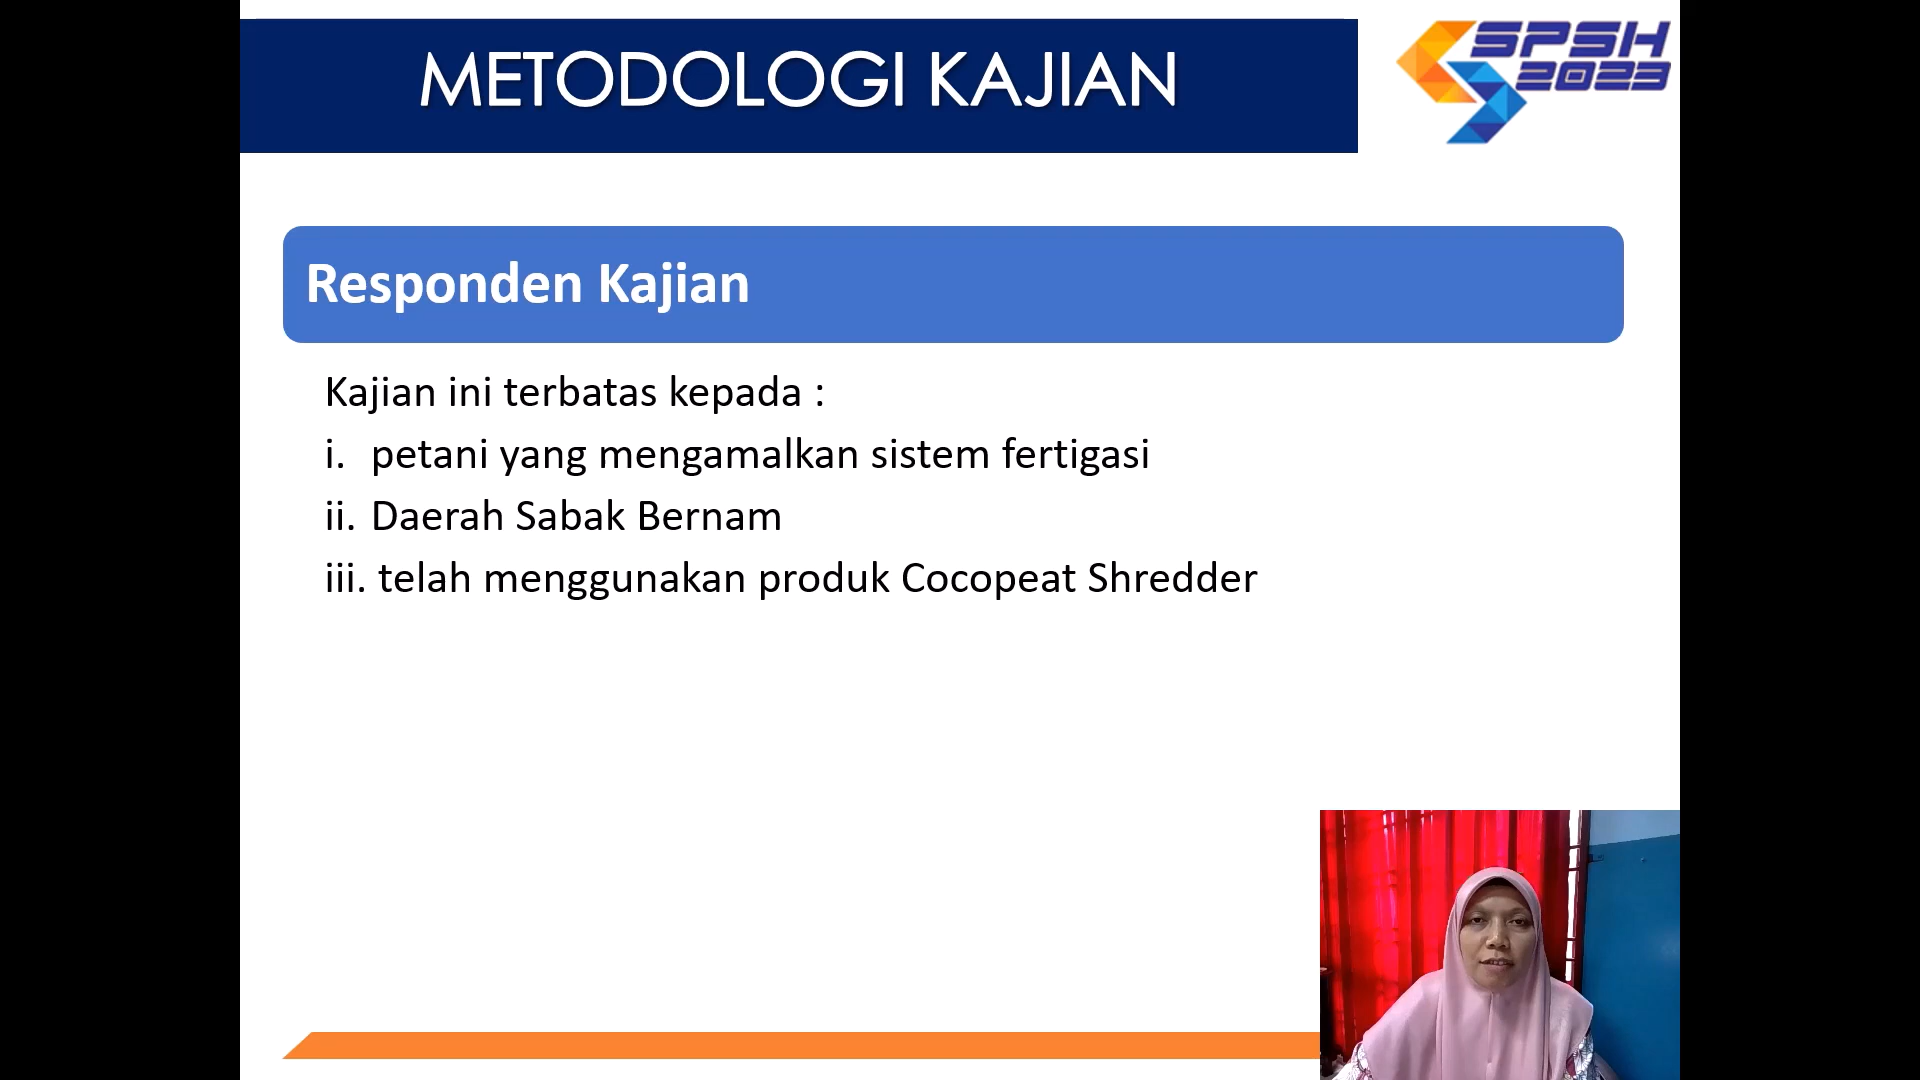 METODOLOGI KAJIAN
SPSH
2023
Responden Kajian
Kajian ini terbatas kepada :
i. petani yang mengamalkan sistem fertigasi
ii. Daerah Sabak Bernam
iii. telah menggunakan produk Cocopeat Shredder